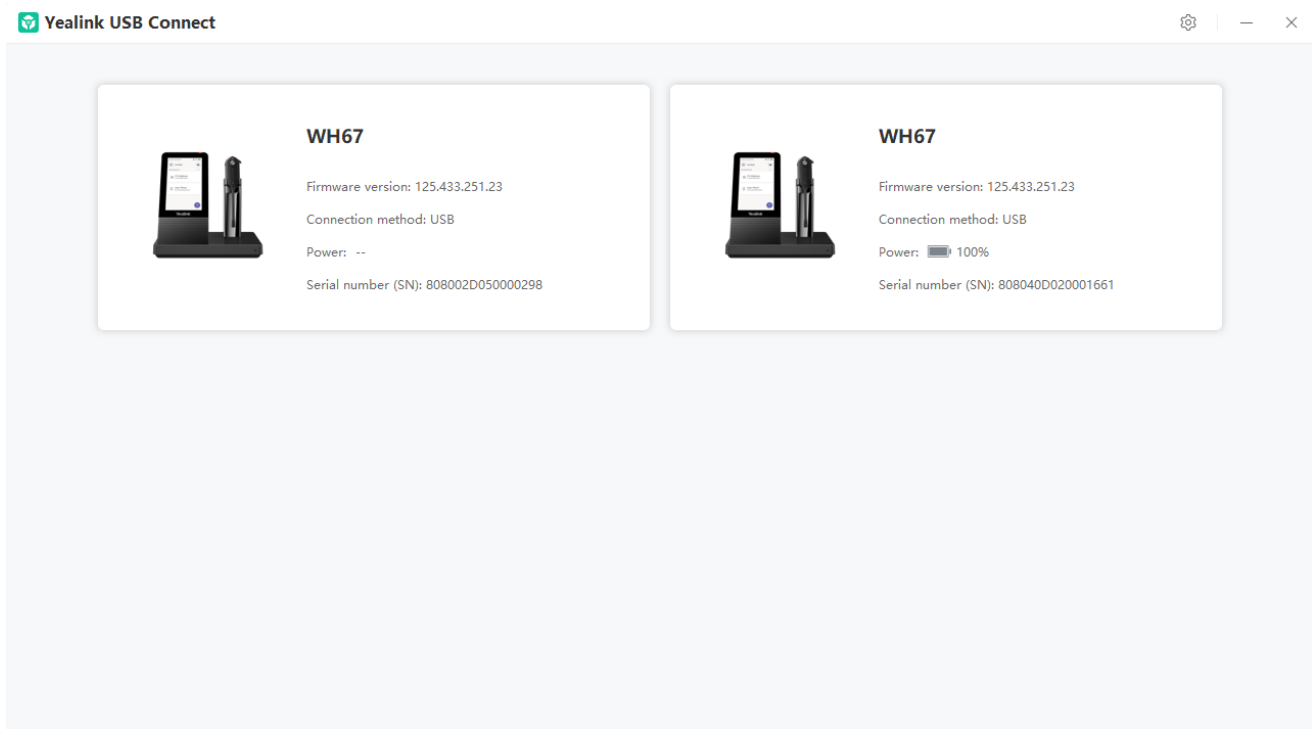 Yealink USB Connect
WH67
Firmware version: 125.433.251.23
Connection method: USB
Power: --
Serial number (SN): 808002D050000298
WH67
Firmware version: 125.433.251.23
Connection method: USB
Power: 100%
Serial number (SN): 808040D020001661